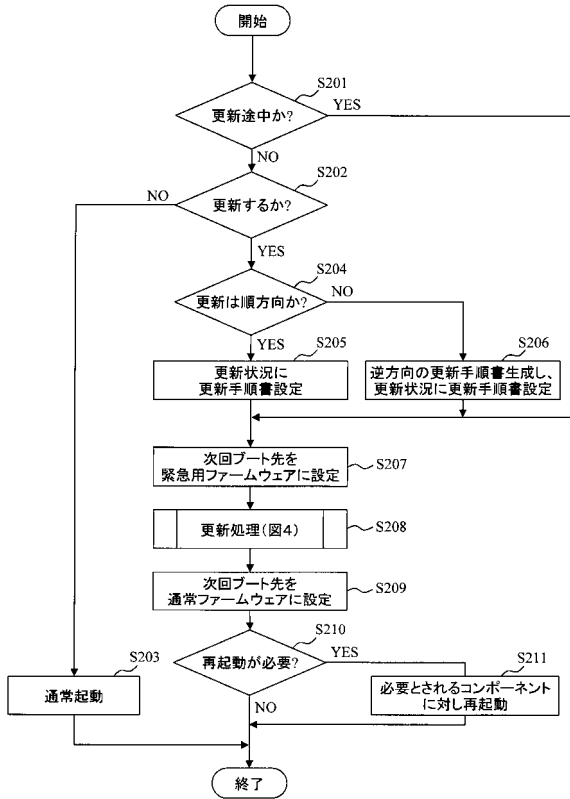 開始
S201
更新途中か?
YES
NO
S202
更新するか?
NO
YES
S204
更新は順方向か?
NO
YES
S205
更新状況に
更新手順書設定
S206
逆方向の更新手順書生成し、
更新状況に更新手順書設定
次回ブート先を
緊急用ファームウェアに設定
S207
更新処理(図4)
S208
次回ブート先を
通常ファームウェアに設定
S209
S210
再起動が必要?
YES
NO
S203
通常起動
S211
必要とされるコンポーネント
に対し再起動
終了